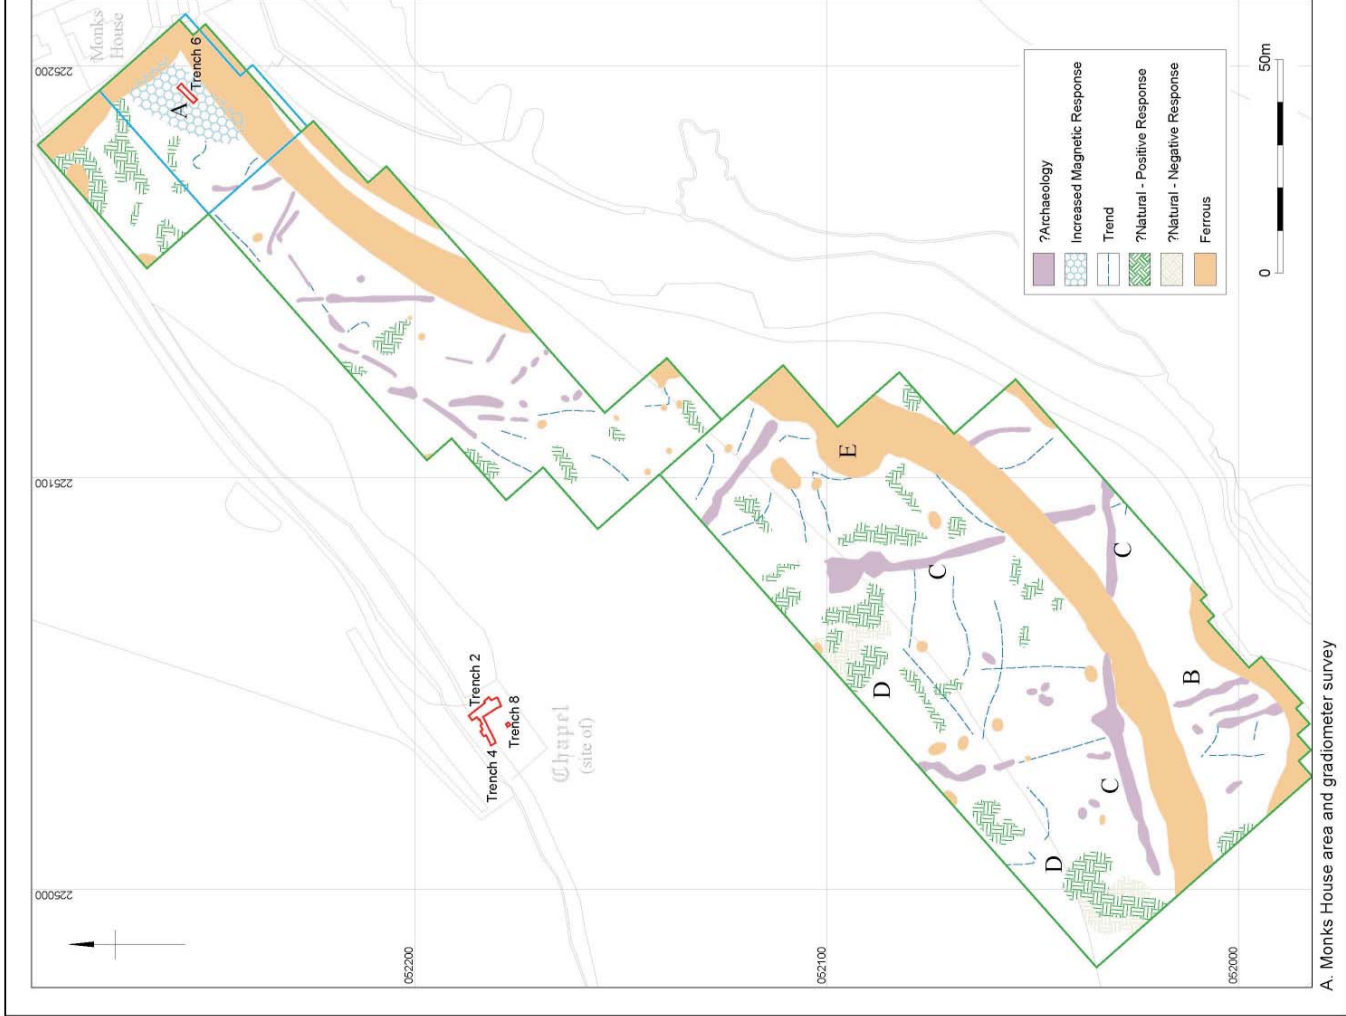 Monks
House
225200
Trench 6
A
?Archaeology
Increased Magnetic Response
Trend
?Natural - Positive Response
?Natural - Negative Response
Ferrous
0
50m
225100
E
C
C
Trench 2
Trench 4
Trench 8
Chapel
(site of)
D
B
C
D
225000
052200
052100
052000
A. Monks House area and gradiometer survey